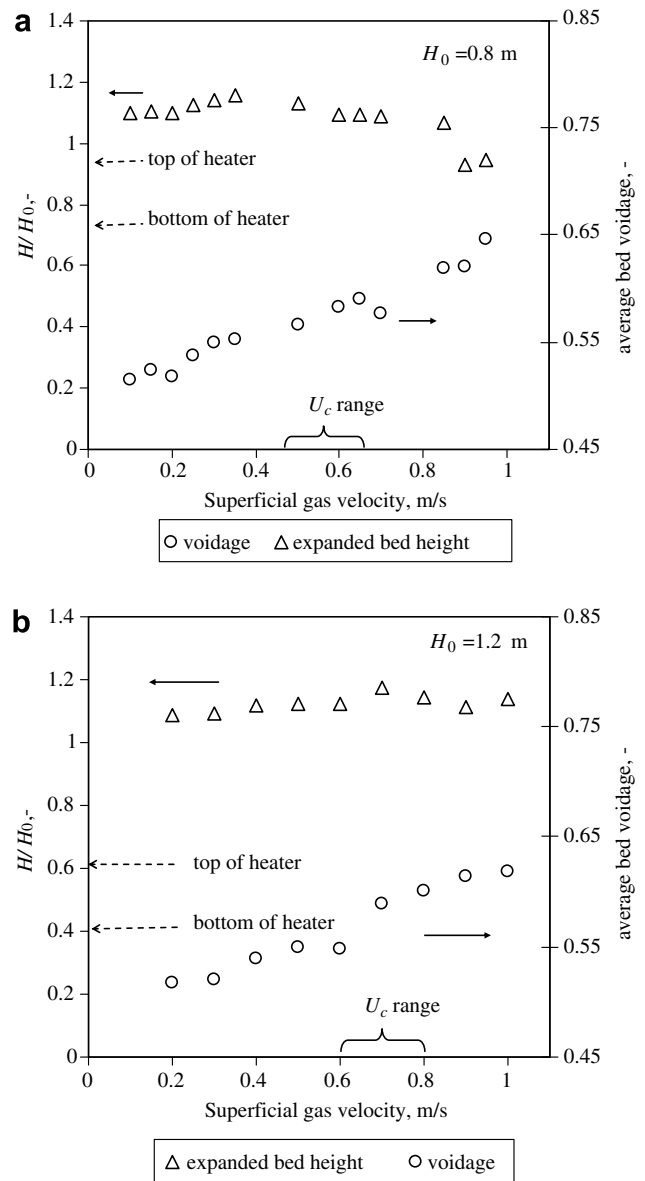 a
H0 =0.8 m
1.4
1.2
1
0.8
0.6
0.4
0.2
0
H/ H0,-
0.85
0.75
0.65
0.55
0.45
average bed voidage, -
top of heater
bottom of heater
Uc range
0 0.2 0.4 0.6 0.8 1
Superficial gas velocity, m/s
voidage expanded bed height
b
H0 =1.2 m
1.4
1.2
1
0.8
0.6
0.4
0.2
0
H/ H0,-
0.85
0.75
0.65
0.55
0.45
average bed voidage, -
top of heater
bottom of heater
Uc range
0 0.2 0.4 0.6 0.8 1
Superficial gas velocity, m/s
expanded bed height voidage